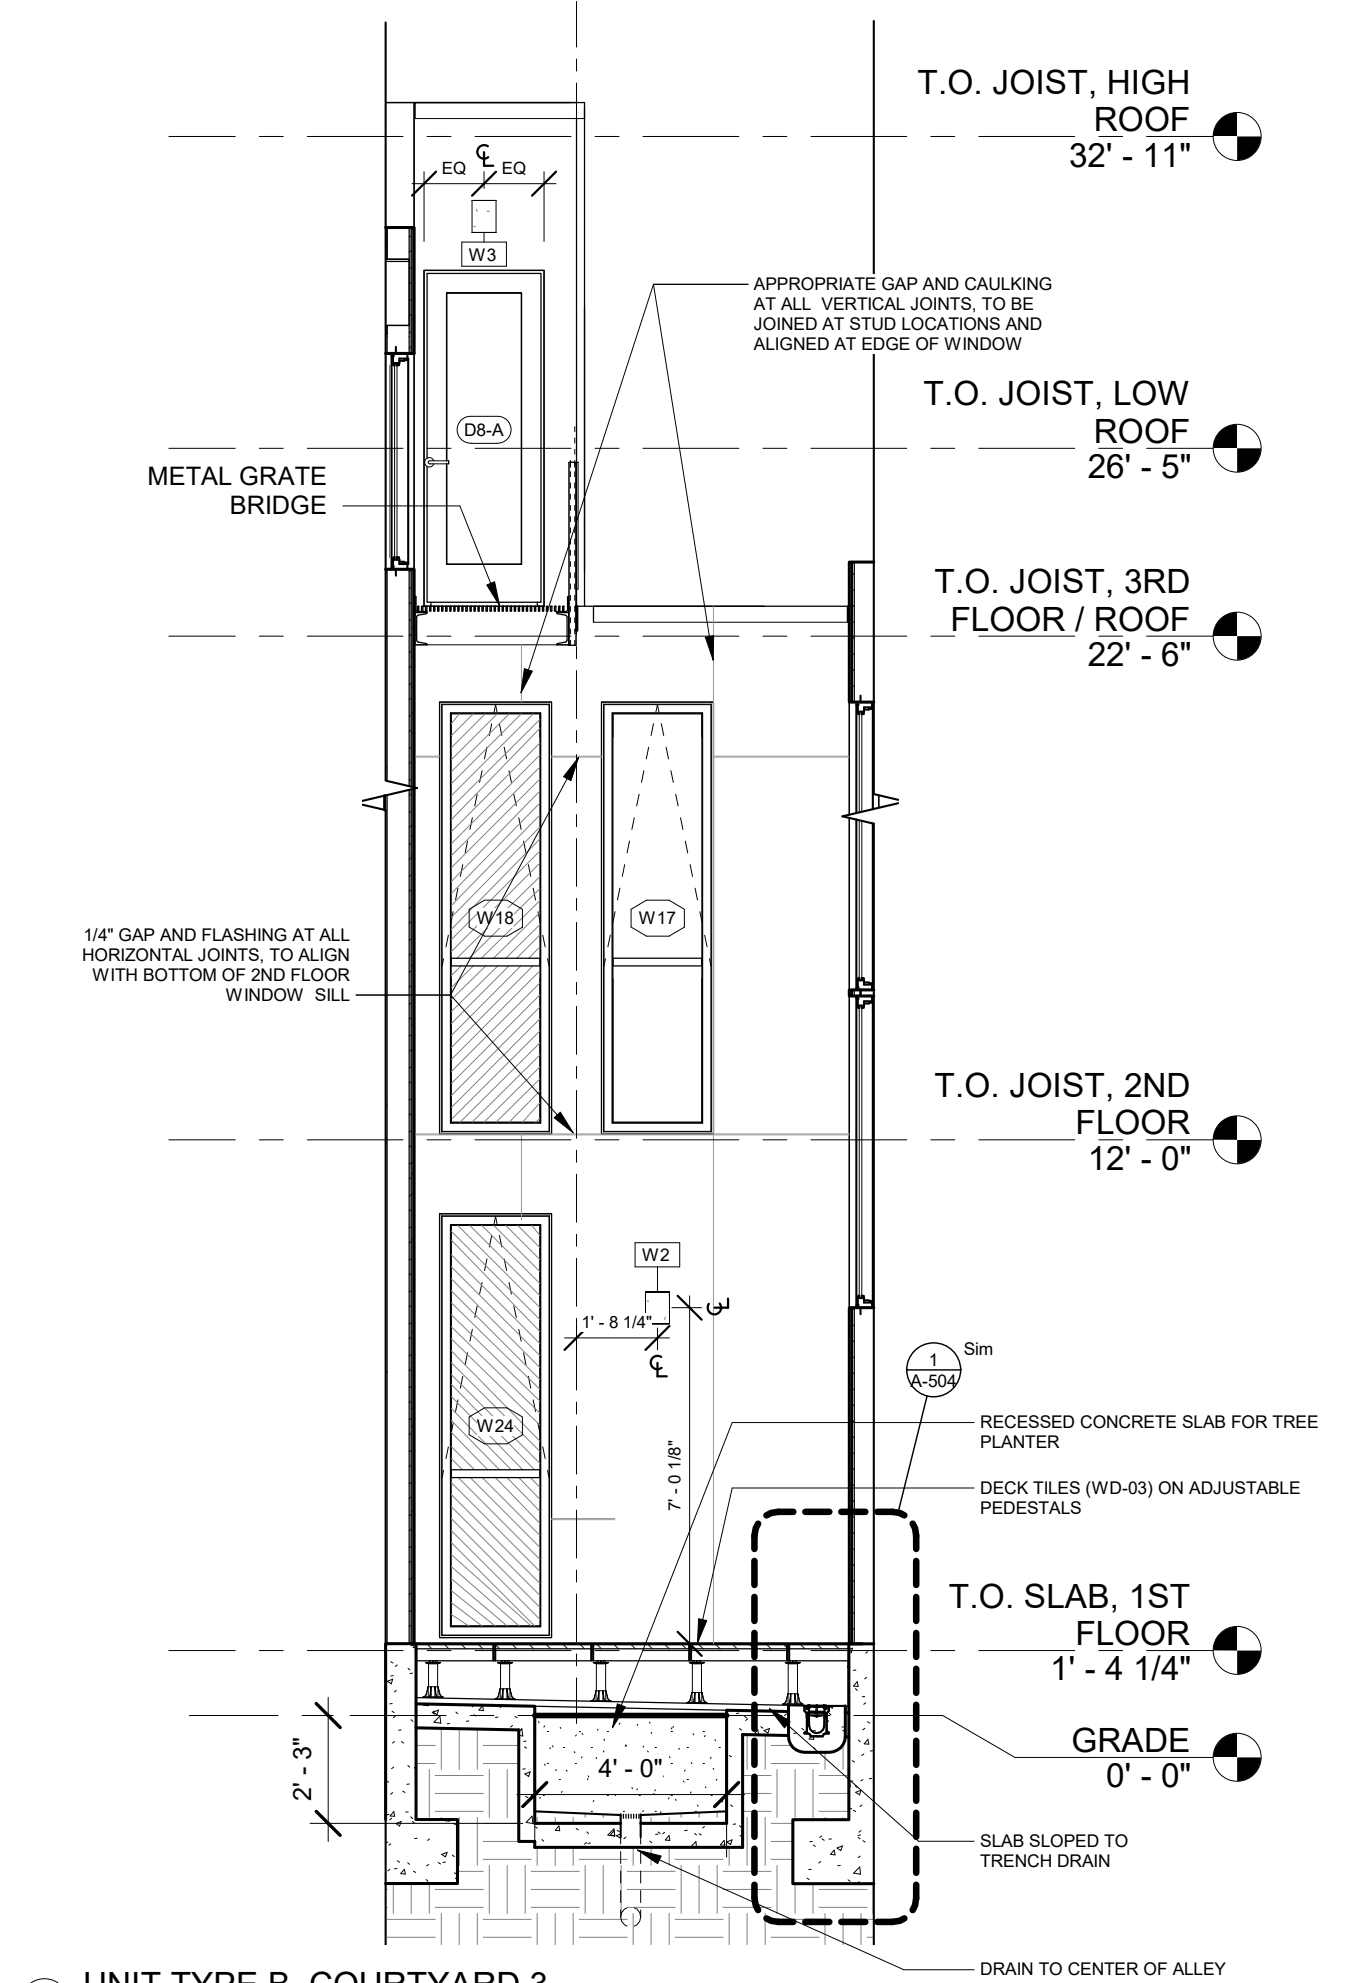 T.O. JOIST, HIGH
ROOF
32' - 11"
℄
EQ
EQ
W3
APPROPRIATE GAP AND CAULKING
AT ALL VERTICAL JOINTS, TO BE
JOINED AT STUD LOCATIONS AND
ALIGNED AT EDGE OF WINDOW
T.O. JOIST, LOW
ROOF
26' - 5"
D8-A
METAL GRATE
BRIDGE
T.O. JOIST, 3RD
FLOOR / ROOF
22' - 6"
W18
W17
1/4" GAP AND FLASHING AT ALL
HORIZONTAL JOINTS, TO ALIGN
WITH BOTTOM OF 2ND FLOOR
WINDOW SILL
T.O. JOIST, 2ND
FLOOR
12' - 0"
W2
℄
1' - 8 1/4"
℄
1
A-504
Sim
W24
7' - 0 1/8"
RECESSED CONCRETE SLAB FOR TREE
PLANTER
DECK TILES (WD-03) ON ADJUSTABLE
PEDESTALS
T.O. SLAB, 1ST
FLOOR
1' - 4 1/4"
2' - 3"
4' - 0"
GRADE
0' - 0"
SLAB SLOPED TO
TRENCH DRAIN
DRAIN TO CENTER OF ALLEY